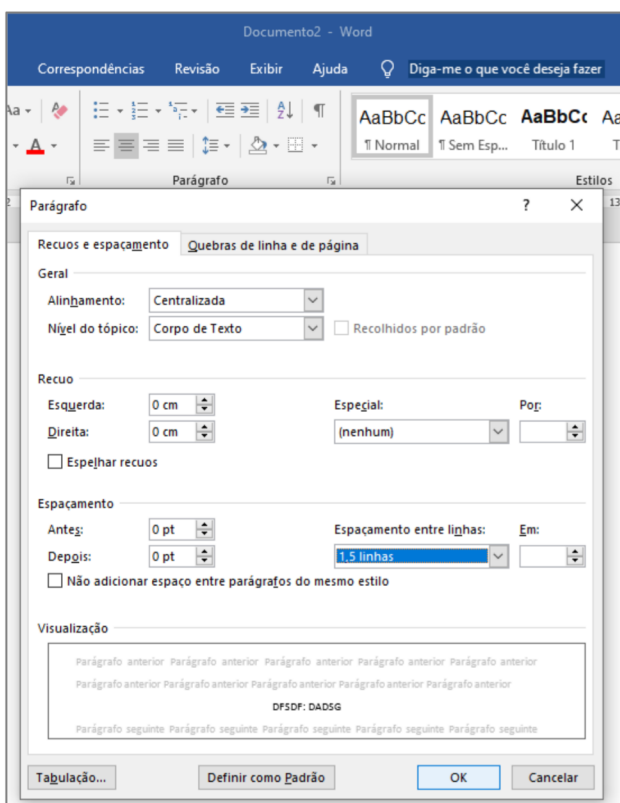 Documento2 - Word
Correspondências Revisão Exibir Ajuda Diga-me o que você deseja fazer
Aa
A
AaBbCc AaBbCc AaBbCc Aa
¶ Normal ¶ Sem Esp... Título 1 T
Parágrafo Estilos
2 13
Parágrafo ? ×
Recuos e espaçamento Quebras de linha e de página
Geral
Alinhamento: Centralizada
Nível do tópico: Corpo de Texto Recolhidos por padrão
Recuo
Esquerda: 0 cm Especial: Por:
Direita: 0 cm (nenhum)
Espelhar recuos
Espaçamento
Antes: 0 pt Espaçamento entre linhas: Em:
Depois: 0 pt 1,5 linhas
Não adicionar espaço entre parágrafos do mesmo estilo
Visualização
Parágrafo anterior Parágrafo anterior Parágrafo anterior Parágrafo anterior Parágrafo anterior
Parágrafo anterior Parágrafo anterior Parágrafo anterior Parágrafo anterior Parágrafo anterior
DFSDF: DADSG
Parágrafo seguinte Parágrafo seguinte Parágrafo seguinte Parágrafo seguinte Parágrafo seguinte
Tabulação... Definir como Padrão OK Cancelar